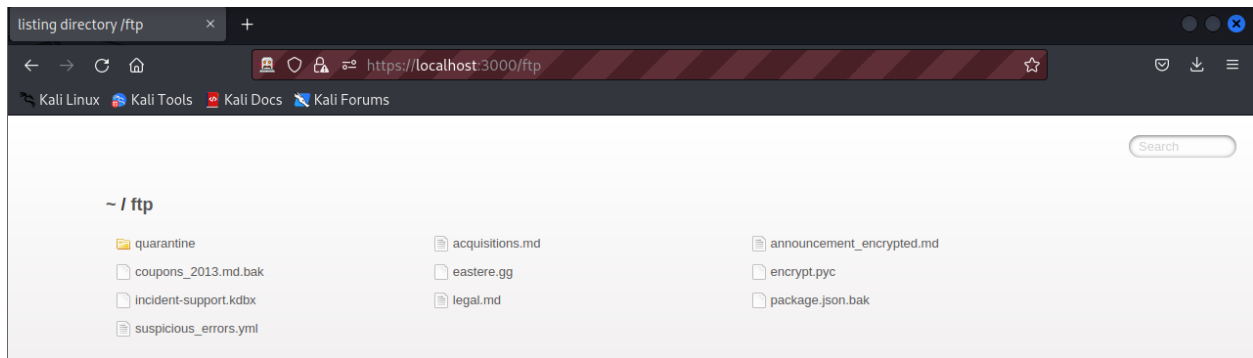 listing directory /ftp
https://localhost:3000/ftp
Kali Linux Kali Tools Kali Docs Kali Forums
Search
~ / ftp
quarantine acquisitions.md announcement_encrypted.md
coupons_2013.md.bak eastere.gg encrypt.pyc
incident-support.kdbx legal.md package.json.bak
suspicious_errors.yml